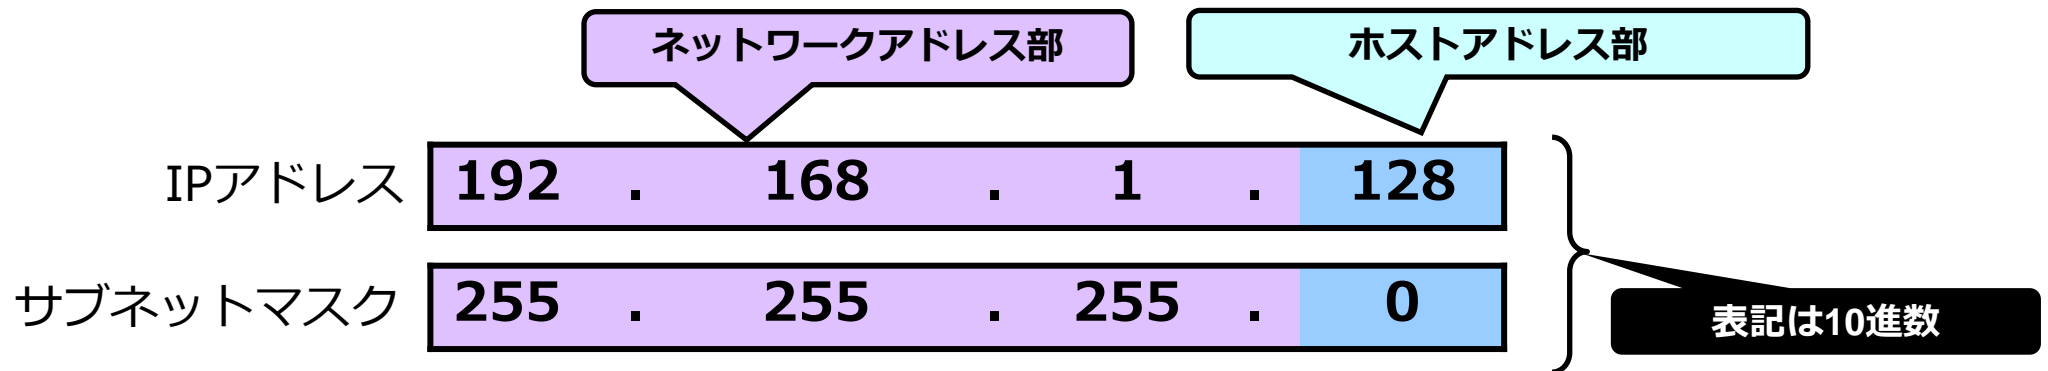 ネットワークアドレス部
ホストアドレス部
IPアドレス 192 . 168 . 1 . 128
サブネットマスク 255 . 255 . 255 . 0
表記は10進数